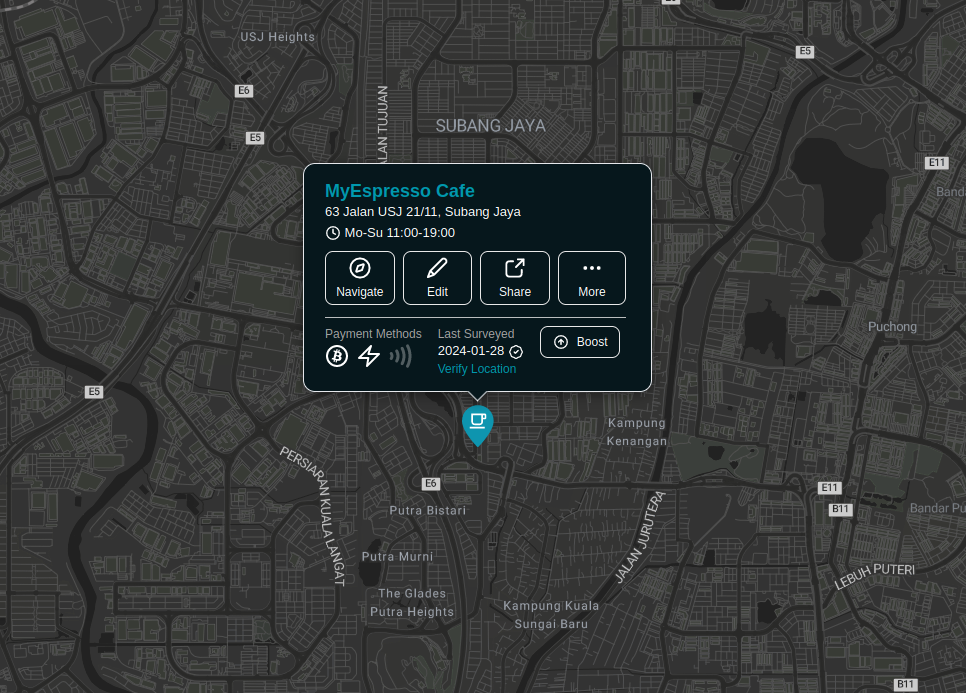 USJ Heights
E5
E6
ALAN TUJUAN
SUBANG JAYA
E5
E11
MyEspresso Cafe
63 Jalan USJ 21/11, Subang Jaya
Mo-Su 11:00-19:00
Navigate
Edit
Share
More
Payment Methods
Last Surveyed
2024-01-28
Verify Location
Boost
Banda
Puchong
E5
Kampung
Kenangan
PERSIARAN KUALA LANGAT
E6
E11
B11
Putra Bistari
Bandar Pu
JALAN JURUTERA
Putra Murni
LEBUH PUTERI
The Glades
Putra Heights
Kampung Kuala
Sungai Baru
B11